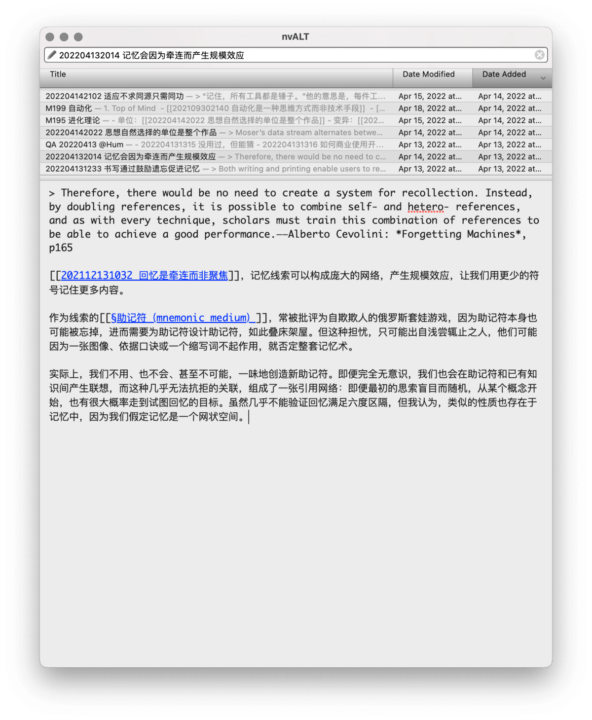 nvALT
202204132014 记忆会因为牵连而产生规模效应
Title Date Modified Date Added
202204142102 适应不求同源只需同功 — > "记住，所有工具都是锤子。"他的意思是，每件工... Apr 15, 2022 at... Apr 14, 2022 at...
M199 自动化 — 1. Top of Mind - [[202109302140 自动化是一种思维方式而非技术手段]] - [... Apr 18, 2022 at... Apr 14, 2022 at...
M195 进化理论 — - 单位：[[202204142022 思想自然选择的单位是整个作品]] - 变异：[[202... Apr 15, 2022 at... Apr 14, 2022 at...
202204142022 思想自然选择的单位是整个作品 — > Moser's data stream alternates betwe... Apr 14, 2022 at... Apr 14, 2022 at...
QA 20220413 @Hum — - 202204131315 没用过，但能猜 - 202204131316 如何商业使用开... Apr 13, 2022 at... Apr 13, 2022 at...
202204132014 记忆会因为牵连而产生规模效应 — > Therefore, there would be no need to c... Apr 14, 2022 at... Apr 13, 2022 at...
202204131233 书写通过鼓励遗忘促进记忆 — > Both writing and printing enable users to re... Apr 13, 2022 at... Apr 13, 2022 at...
> Therefore, there would be no need to create a system for recollection. Instead,
by doubling references, it is possible to combine self- and hetero- references,
and as with every technique, scholars must train this combination of references to
be able to achieve a good performance.——Alberto Cevolini: *Forgetting Machines*,
p165
[[202112131032 回忆是牵连而非聚焦]]，记忆线索可以构成庞大的网络，产生规模效应，让我们用更少的符
号记住更多内容。
作为线索的[[§助记符（mnemonic medium）]]，常被批评为自欺欺人的俄罗斯套娃游戏，因为助记符本身也
可能被忘掉，进而需要为助记符设计助记符，如此叠床架屋。但这种担忧，只可能出自浅尝辄止之人，他们可能
因为一张图像、依据口诀或一个缩写词不起作用，就否定整套记忆术。
实际上，我们不用、也不会、甚至不可能，一味地创造新助记符。即便完全无意识，我们也会在助记符和已有知
识间产生联想，而这种几乎无法抗拒的关联，组成了一张引用网络：即便最初的思索盲目而随机，从某个概念开
始，也有很大概率走到试图回忆的目标。虽然几乎不能验证回忆满足六度区隔，但我认为，类似的性质也存在于
记忆中，因为我们假定记忆是一个网状空间。